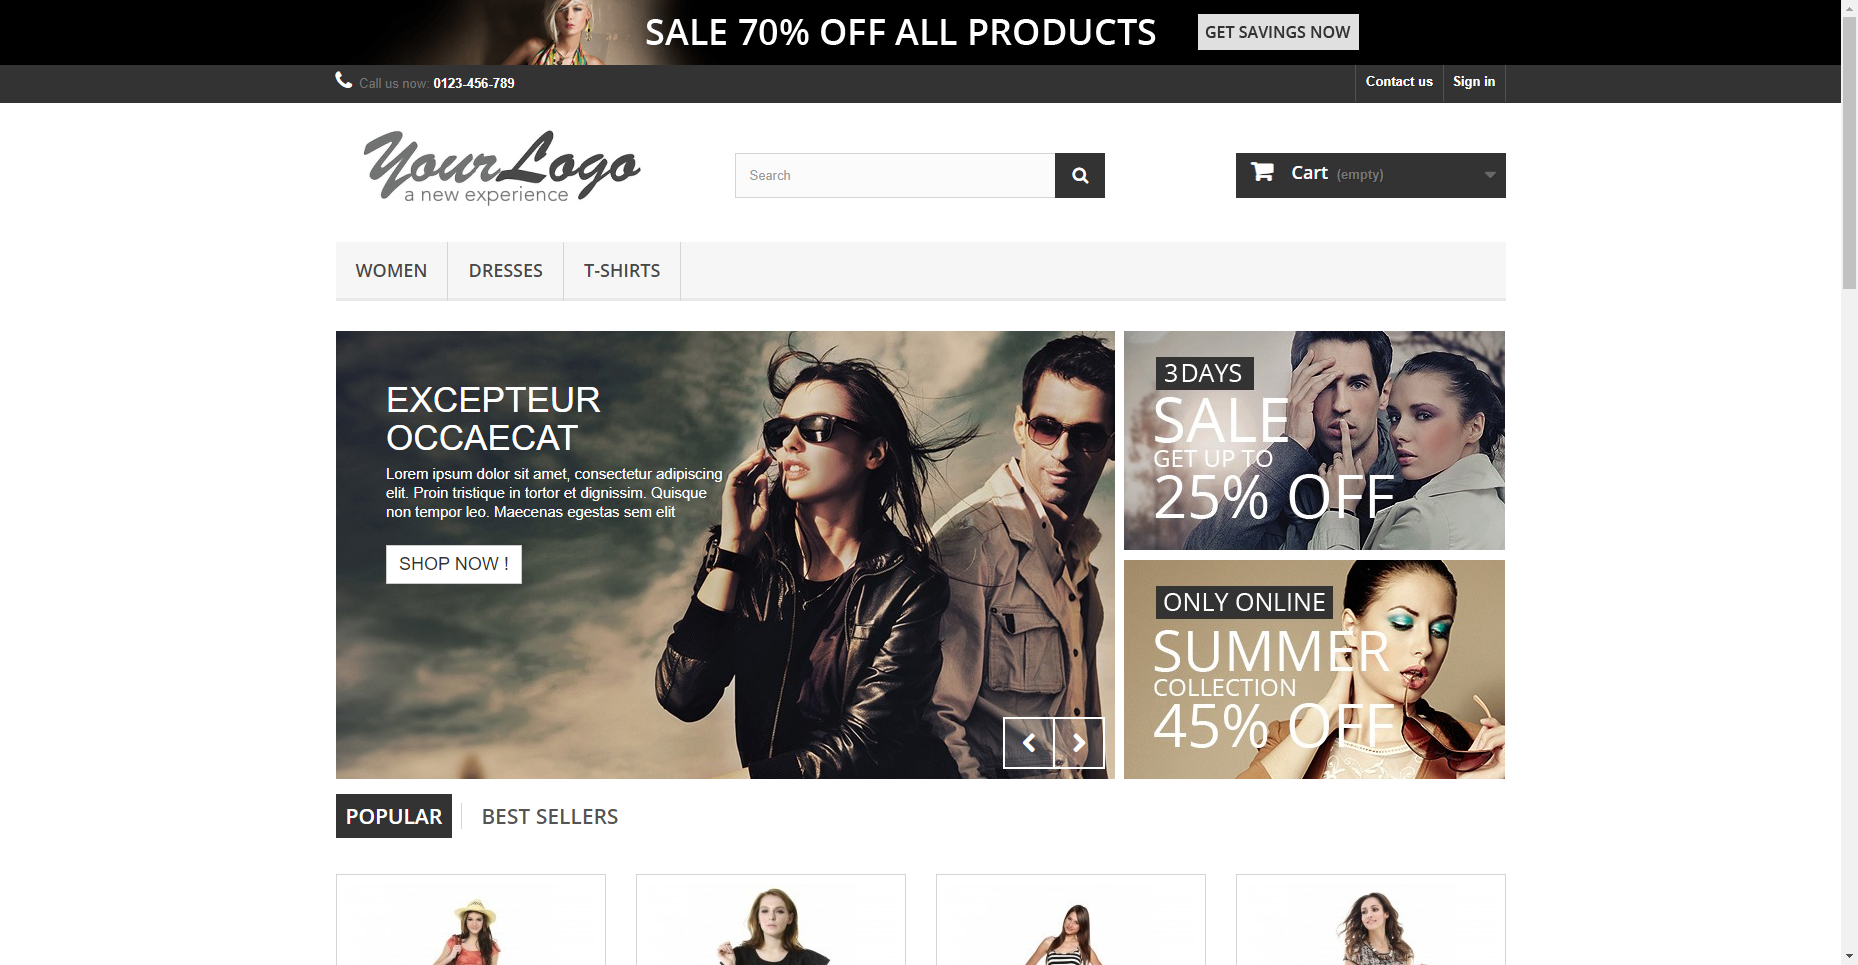 SALE 70% OFF ALL PRODUCTS
GET SAVINGS NOW
Call us now: 0123-456-789
Contact us
Sign in
YourLogo
a new experience
Search
Cart (empty)
WOMEN
DRESSES
T-SHIRTS
EXCEPTEUR
OCCAECAT
Lorem ipsum dolor sit amet, consectetur adipiscing
elit. Proin tristique in tortor et dignissim. Quisque
non tempor leo. Maecenas egestas sem elit
SHOP NOW !
3DAYS
SALE
GET UP TO
25% OFF
ONLY ONLINE
SUMMER
COLLECTION
45% OFF
POPULAR
BEST SELLERS